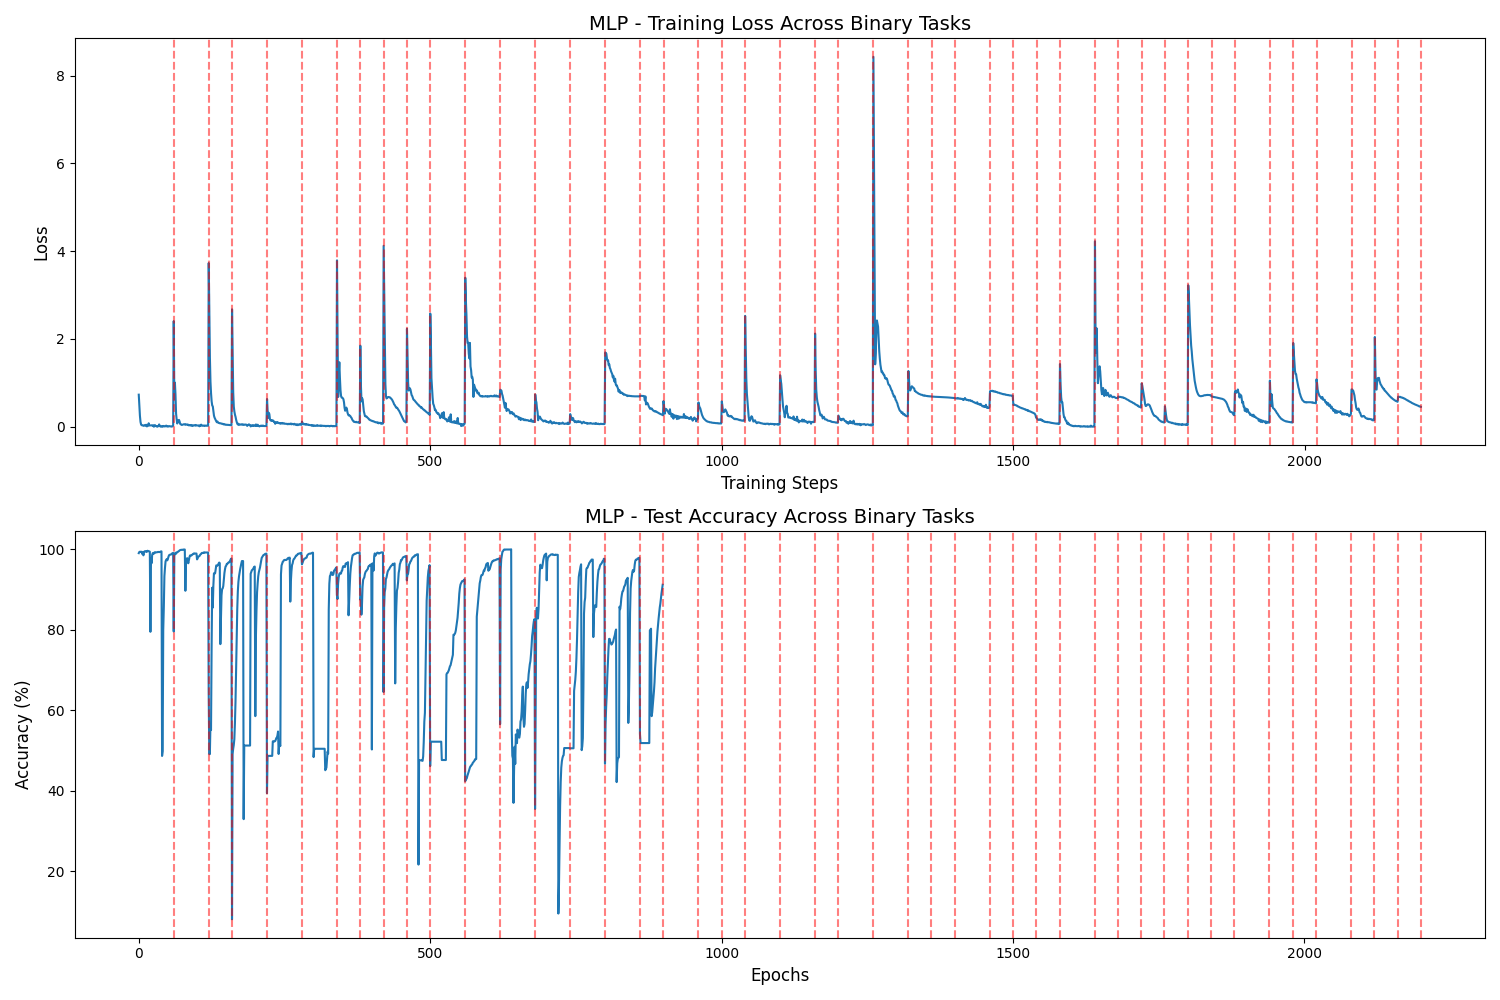 MLP - Training Loss Across Binary Tasks
8
6
4
2
0
Loss
0 500 1000 1500 2000
Training Steps
MLP - Test Accuracy Across Binary Tasks
100
80
60
40
20
Accuracy (%)
0 500 1000 1500 2000
Epochs